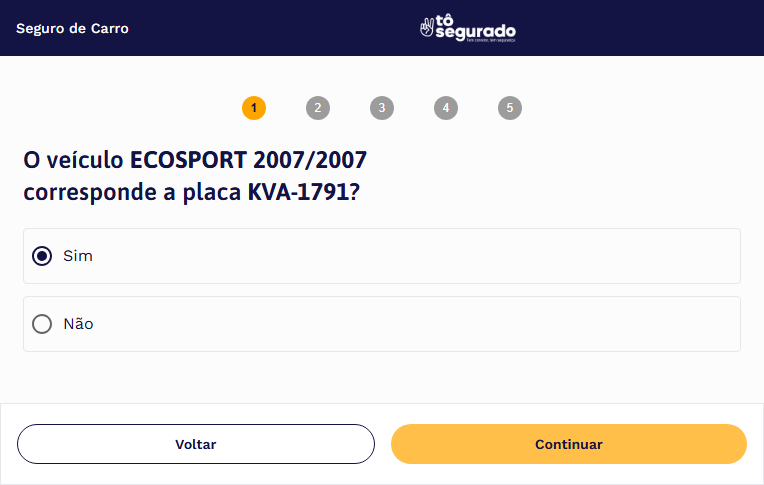 Seguro de Carro
tô
segurado
1
2
3
4
5
O veículo ECOSPORT 2007/2007
corresponde a placa KVA-1791?
Sim
Não
Voltar
Continuar